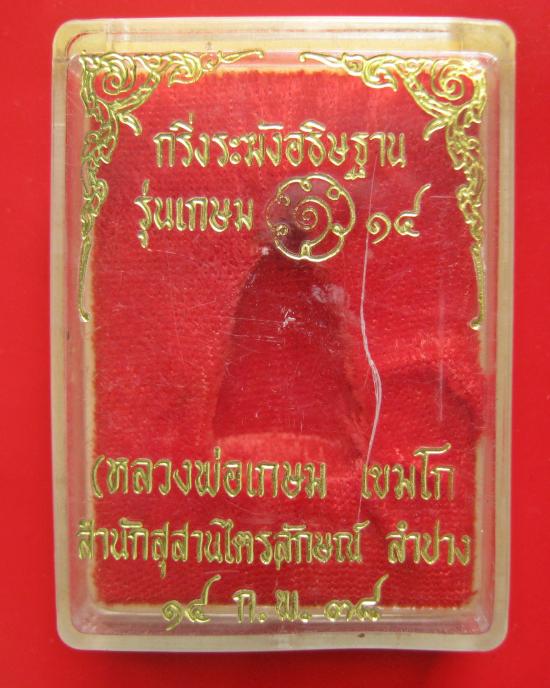 กริ่งระฆังอธิษฐาน
รุ่นเกษม ๑ ๑๔
(หลวงพ่อเกษม เขมโก
สำนักสุสานไตรลักษณ์ ลำปาง
๑๔ ก.พ. ๓๘